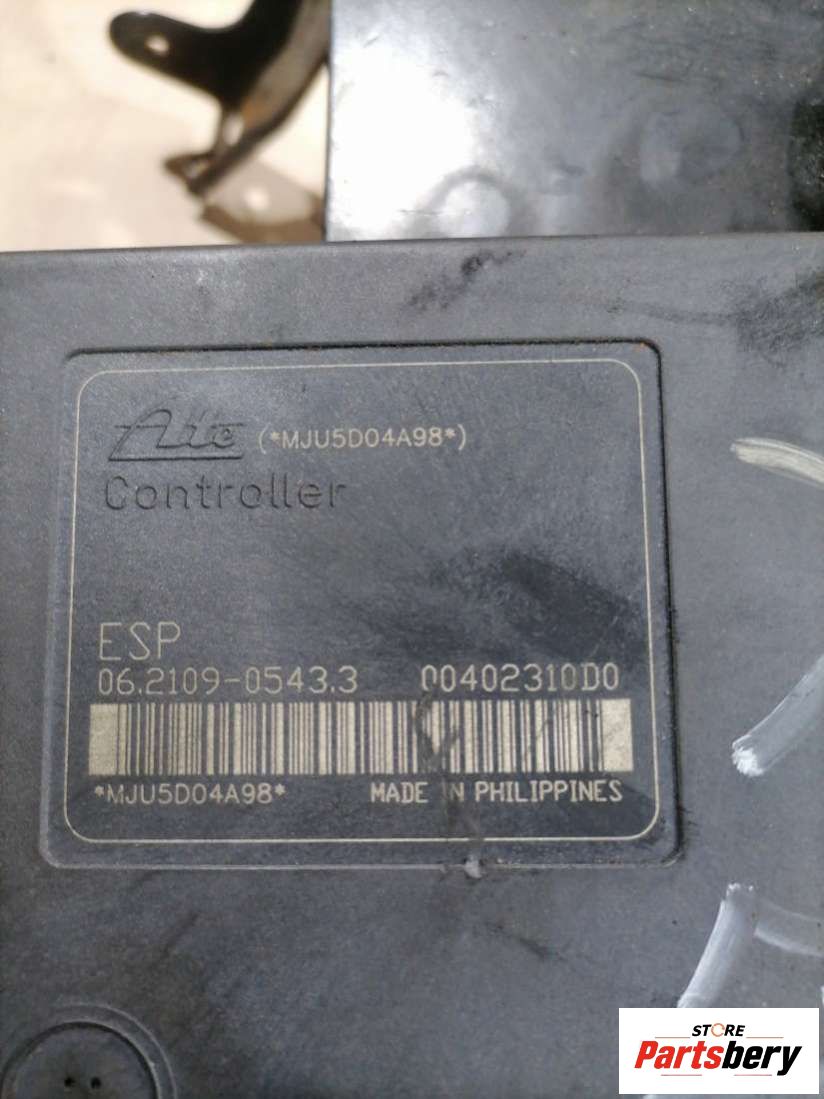 Ate (*MJU5D04A98*)
Controller
ESP
06.2109-0543.3 00402310D0
*MJU5D04A98* MADE IN PHILIPPINES
STORE
Partsbery